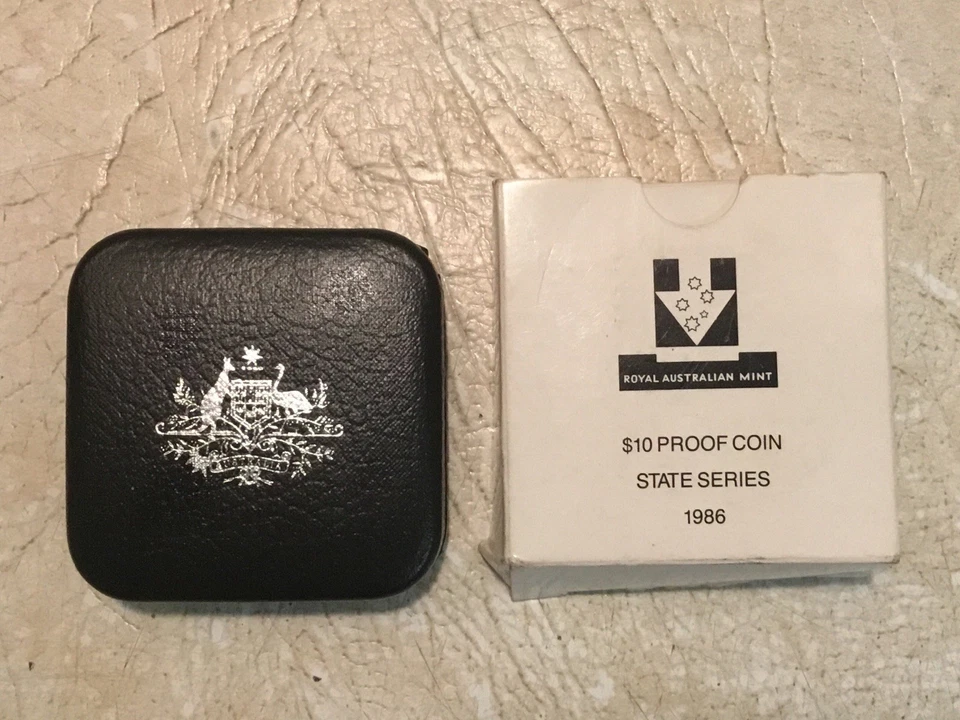 ROYAL AUSTRALIAN MINT
$10 PROOF COIN
STATE SERIES
1986